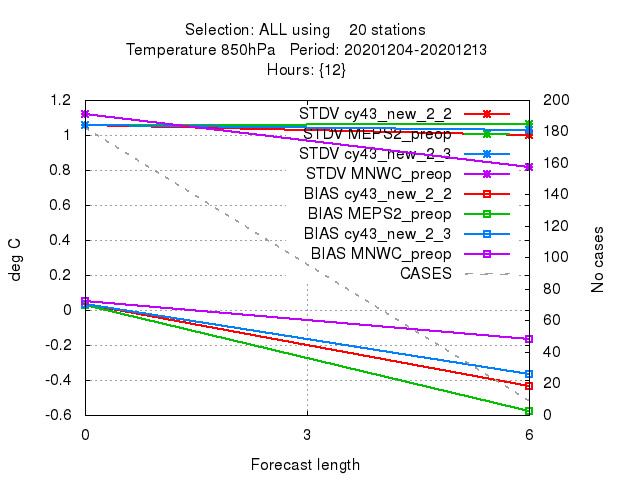 Selection: ALL using    20 stations
Temperature 850hPa   Period: 20201204-20201213
Hours: {12}
1.2
1
0.8
0.6
0.4
0.2
0
-0.2
-0.4
-0.6
deg C
STDV cy43_new_2_2
STDV MEPS2_preop
STDV cy43_new_2_3
STDV MNWC_preop
BIAS cy43_new_2_2
BIAS MEPS2_preop
BIAS cy43_new_2_3
BIAS MNWC_preop
CASES
200
180
160
140
120
100
80
60
40
20
0
No cases
0 3 6
Forecast length